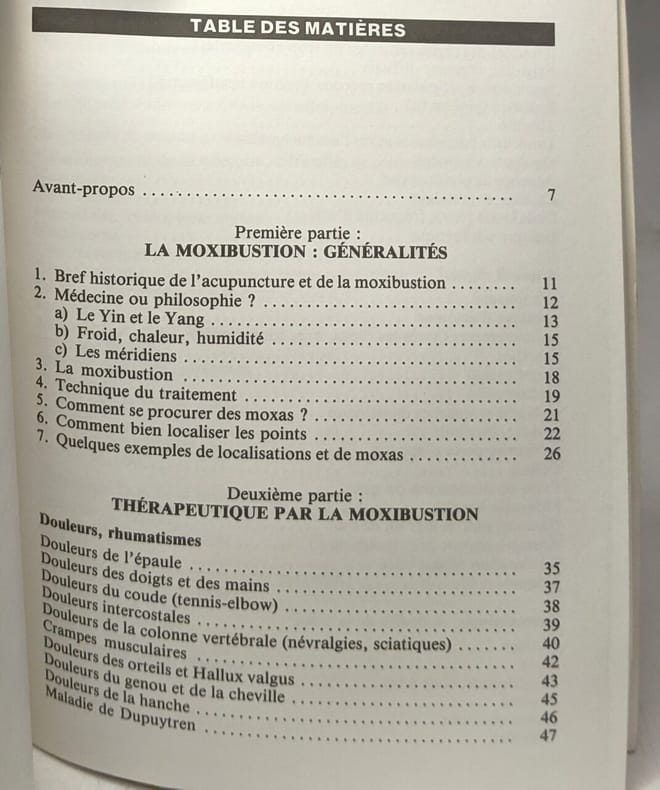 TABLE DES MATIÈRES
Avant-propos ........................................ 7
Première partie :
LA MOXIBUSTION : GÉNÉRALITÉS
1. Bref historique de l'acupuncture et de la moxibustion ........ 11
2. Médecine ou philosophie ? ............................ 12
a) Le Yin et le Yang ................................ 13
b) Froid, chaleur, humidité ........................... 15
c) Les méridiens .................................... 15
3. La moxibustion .................................... 18
4. Technique du traitement .............................. 19
5. Comment se procurer des moxas ? ...................... 21
6. Comment bien localiser les points ...................... 22
7. Quelques exemples de localisations et de moxas ............ 26
Deuxième partie :
THÉRAPEUTIQUE PAR LA MOXIBUSTION
Douleurs, rhumatismes
Douleurs de l'épaule .................................... 35
Douleurs des doigts et des mains ........................... 37
Douleurs du coude (tennis-elbow) .......................... 38
Douleurs intercostales ................................... 39
Douleurs de la colonne vertébrale (névralgies, sciatiques) ....... 40
Crampes musculaires ................................... 42
Douleurs des orteils et Hallux valgus ........................ 43
Douleurs du genou et de la cheville ......................... 45
Douleurs de la hanche ................................... 46
Maladie de Dupuytren ................................... 47